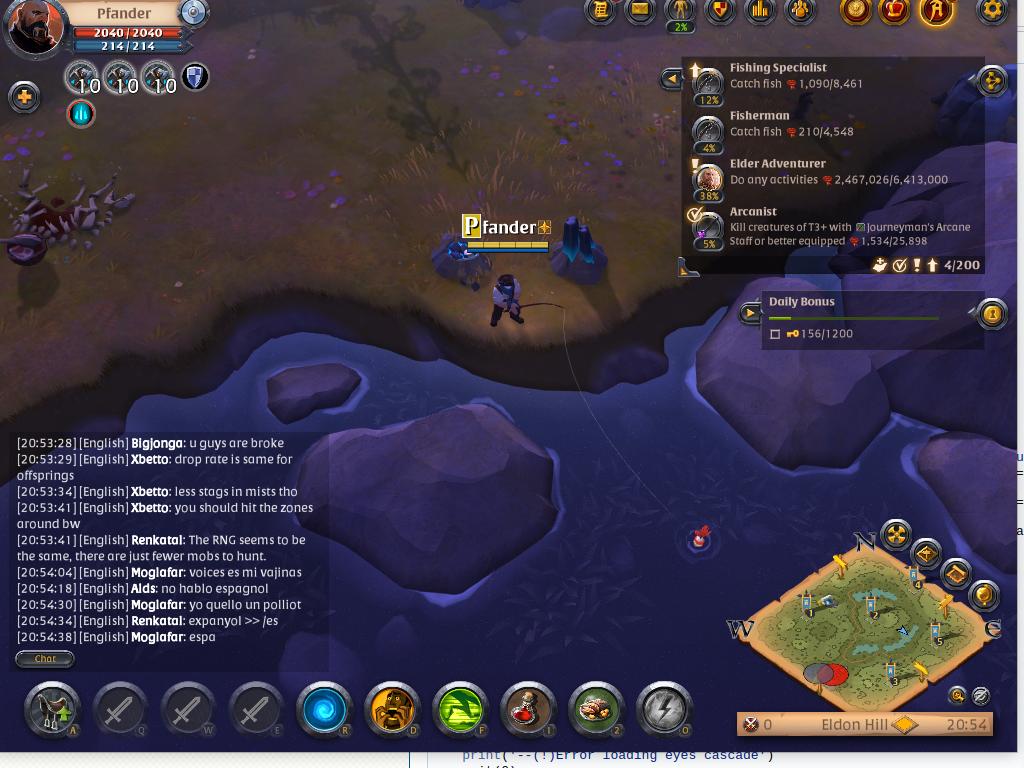 Pfander
2040 / 2040
214 / 214
10 10 10
2%
Fishing Specialist
Catch fish 1,090/8,461
12%
Fisherman
Catch fish 210/4,548
4%
Elder Adventurer
Do any activities 2,467,026/6,413,000
38%
Arcanist
Kill creatures of T3+ with Journeyman's Arcane
Staff or better equipped 1,534/25,898
5%
4/200
Daily Bonus
156/1200
Pfander
[20:53:28] [English] Bigjonga: u guys are broke
[20:53:29] [English] Xbetto: drop rate is same for
offsprings
[20:53:34] [English] Xbetto: less stags in mists tho
[20:53:41] [English] Xbetto: you should hit the zones
around bw
[20:53:41] [English] Renkatal: The RNG seems to be
the same, there are just fewer mobs to hunt.
[20:54:04] [English] Moglafar: voices es mi vajinas
[20:54:18] [English] Aids: no hablo espagnol
[20:54:30] [English] Moglafar: yo quello un polliot
[20:54:34] [English] Renkatal: expanyol >> /es
[20:54:38] [English] Moglafar: espa
Chat
N
W
E
1
2
3
4
5
A Q W E R D F 1 2 O
0 Eldon Hill 20:54
print('--(!)Error loading eyes cascade')